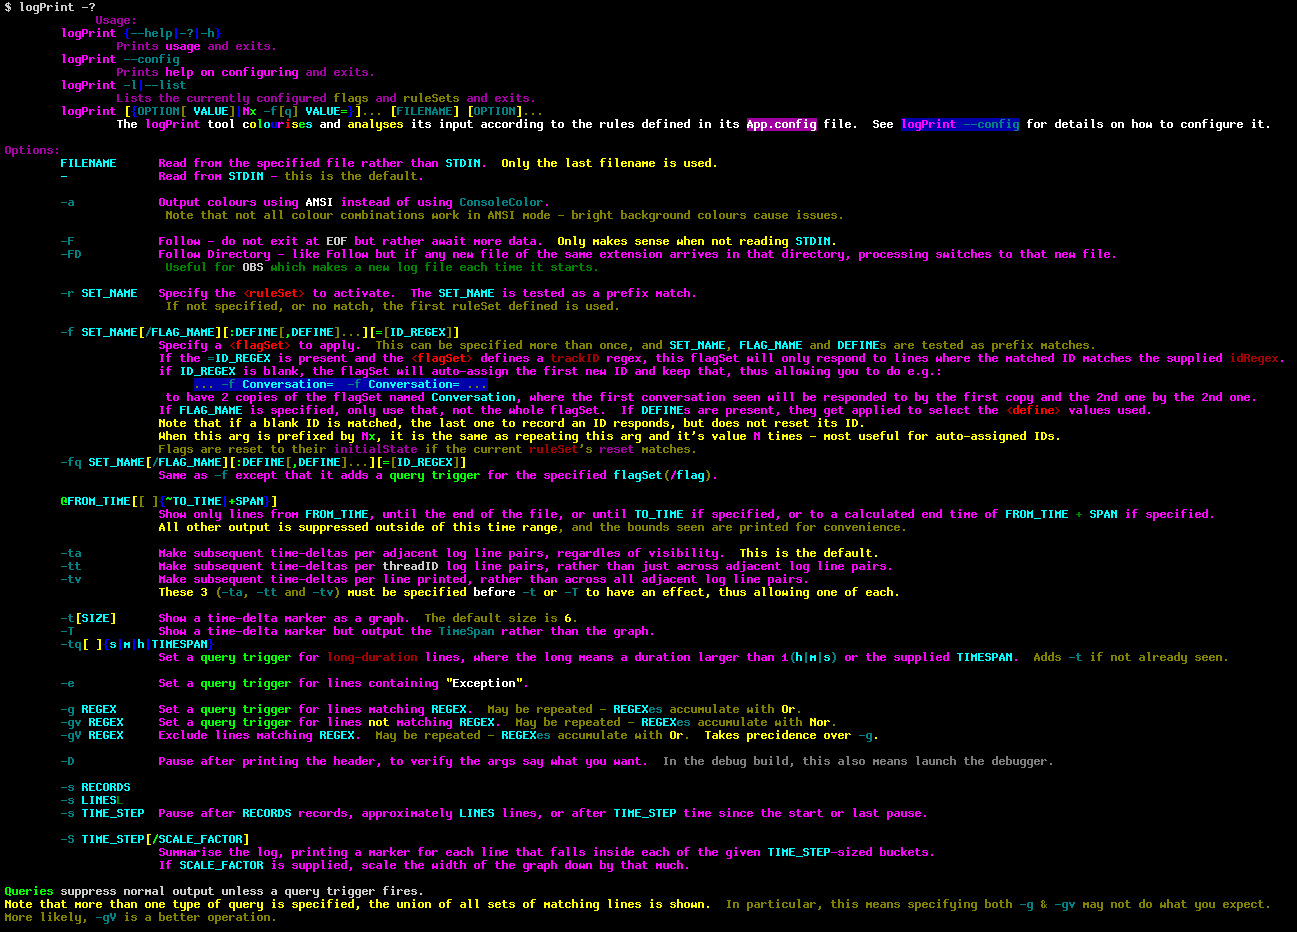 $ logPrint -?
Usage:
logPrint {--help|-?|-h}
Prints usage and exits.
logPrint --config
Prints help on configuring and exits.
logPrint -l|--list
Lists the currently configured flags and ruleSets and exits.
logPrint [{OPTION[ VALUE]|Nx -f[q] VALUE=}]... [FILENAME] [OPTION]...
The logPrint tool colourises and analyses its input according to the rules defined in its App.config file.  See logPrint --config for details on how to configure it.
Options:
FILENAME      Read from the specified file rather than STDIN.  Only the last filename is used.
-             Read from STDIN - this is the default.
-a            Output colours using ANSI instead of using ConsoleColor.
Note that not all colour combinations work in ANSI mode - bright background colours cause issues.
-F            Follow - do not exit at EOF but rather await more data.  Only makes sense when not reading STDIN.
-FD           Follow Directory - like Follow but if any new file of the same extension arrives in that directory, processing switches to that new file.
Useful for OBS which makes a new log file each time it starts.
-r SET_NAME   Specify the <ruleSet> to activate.  The SET_NAME is tested as a prefix match.
If not specified, or no match, the first ruleSet defined is used.
-f SET_NAME[/FLAG_NAME][:DEFINE[,DEFINE]...][=[ID_REGEX]]
Specify a <flagSet> to apply.  This can be specified more than once, and SET_NAME, FLAG_NAME and DEFINEs are tested as prefix matches.
If the =ID_REGEX is present and the <flagSet> defines a trackID regex, this flagSet will only respond to lines where the matched ID matches the supplied idRegex.
if ID_REGEX is blank, the flagSet will auto-assign the first new ID and keep that, thus allowing you to do e.g.:
... -f Conversation=  -f Conversation= ...
to have 2 copies of the flagSet named Conversation, where the first conversation seen will be responded to by the first copy and the 2nd one by the 2nd one.
If FLAG_NAME is specified, only use that, not the whole flagSet.  If DEFINEs are present, they get applied to select the <define> values used.
Note that if a blank ID is matched, the last one to record an ID responds, but does not reset its ID.
When this arg is prefixed by Nx, it is the same as repeating this arg and it's value N times - most useful for auto-assigned IDs.
Flags are reset to their initialState if the current ruleSet's reset matches.
-fq SET_NAME[/FLAG_NAME][:DEFINE[,DEFINE]...][=[ID_REGEX]]
Same as -f except that it adds a query trigger for the specified flagSet(/flag).
@FROM_TIME[[ ]{~TO_TIME|+SPAN}]
Show only lines from FROM_TIME, until the end of the file, or until TO_TIME if specified, or to a calculated end time of FROM_TIME + SPAN if specified.
All other output is suppressed outside of this time range, and the bounds seen are printed for convenience.
-ta           Make subsequent time-deltas per adjacent log line pairs, regardles of visibility.  This is the default.
-tt           Make subsequent time-deltas per threadID log line pairs, rather than just across adjacent log line pairs.
-tv           Make subsequent time-deltas per line printed, rather than across all adjacent log line pairs.
These 3 (-ta, -tt and -tv) must be specified before -t or -T to have an effect, thus allowing one of each.
-t[SIZE]      Show a time-delta marker as a graph.  The default size is 6.
-T            Show a time-delta marker but output the TimeSpan rather than the graph.
-tq[ ]{s|m|h|TIMESPAN}
Set a query trigger for long-duration lines, where the long means a duration larger than 1(h|m|s) or the supplied TIMESPAN.  Adds -t if not already seen.
-e            Set a query trigger for lines containing "Exception".
-g REGEX      Set a query trigger for lines matching REGEX.  May be repeated - REGEXes accumulate with Or.
-gv REGEX     Set a query trigger for lines not matching REGEX.  May be repeated - REGEXes accumulate with Nor.
-gV REGEX     Exclude lines matching REGEX.  May be repeated - REGEXes accumulate with Or.  Takes precidence over -g.
-D            Pause after printing the header, to verify the args say what you want.  In the debug build, this also means launch the debugger.
-s RECORDS
-s LINESL
-s TIME_STEP  Pause after RECORDS records, approximately LINES lines, or after TIME_STEP time since the start or last pause.
-S TIME_STEP[/SCALE_FACTOR]
Summarise the log, printing a marker for each line that falls inside each of the given TIME_STEP-sized buckets.
If SCALE_FACTOR is supplied, scale the width of the graph down by that much.
Queries suppress normal output unless a query trigger fires.
Note that more than one type of query is specified, the union of all sets of matching lines is shown.  In particular, this means specifying both -g & -gv may not do what you expect.
More likely, -gV is a better operation.